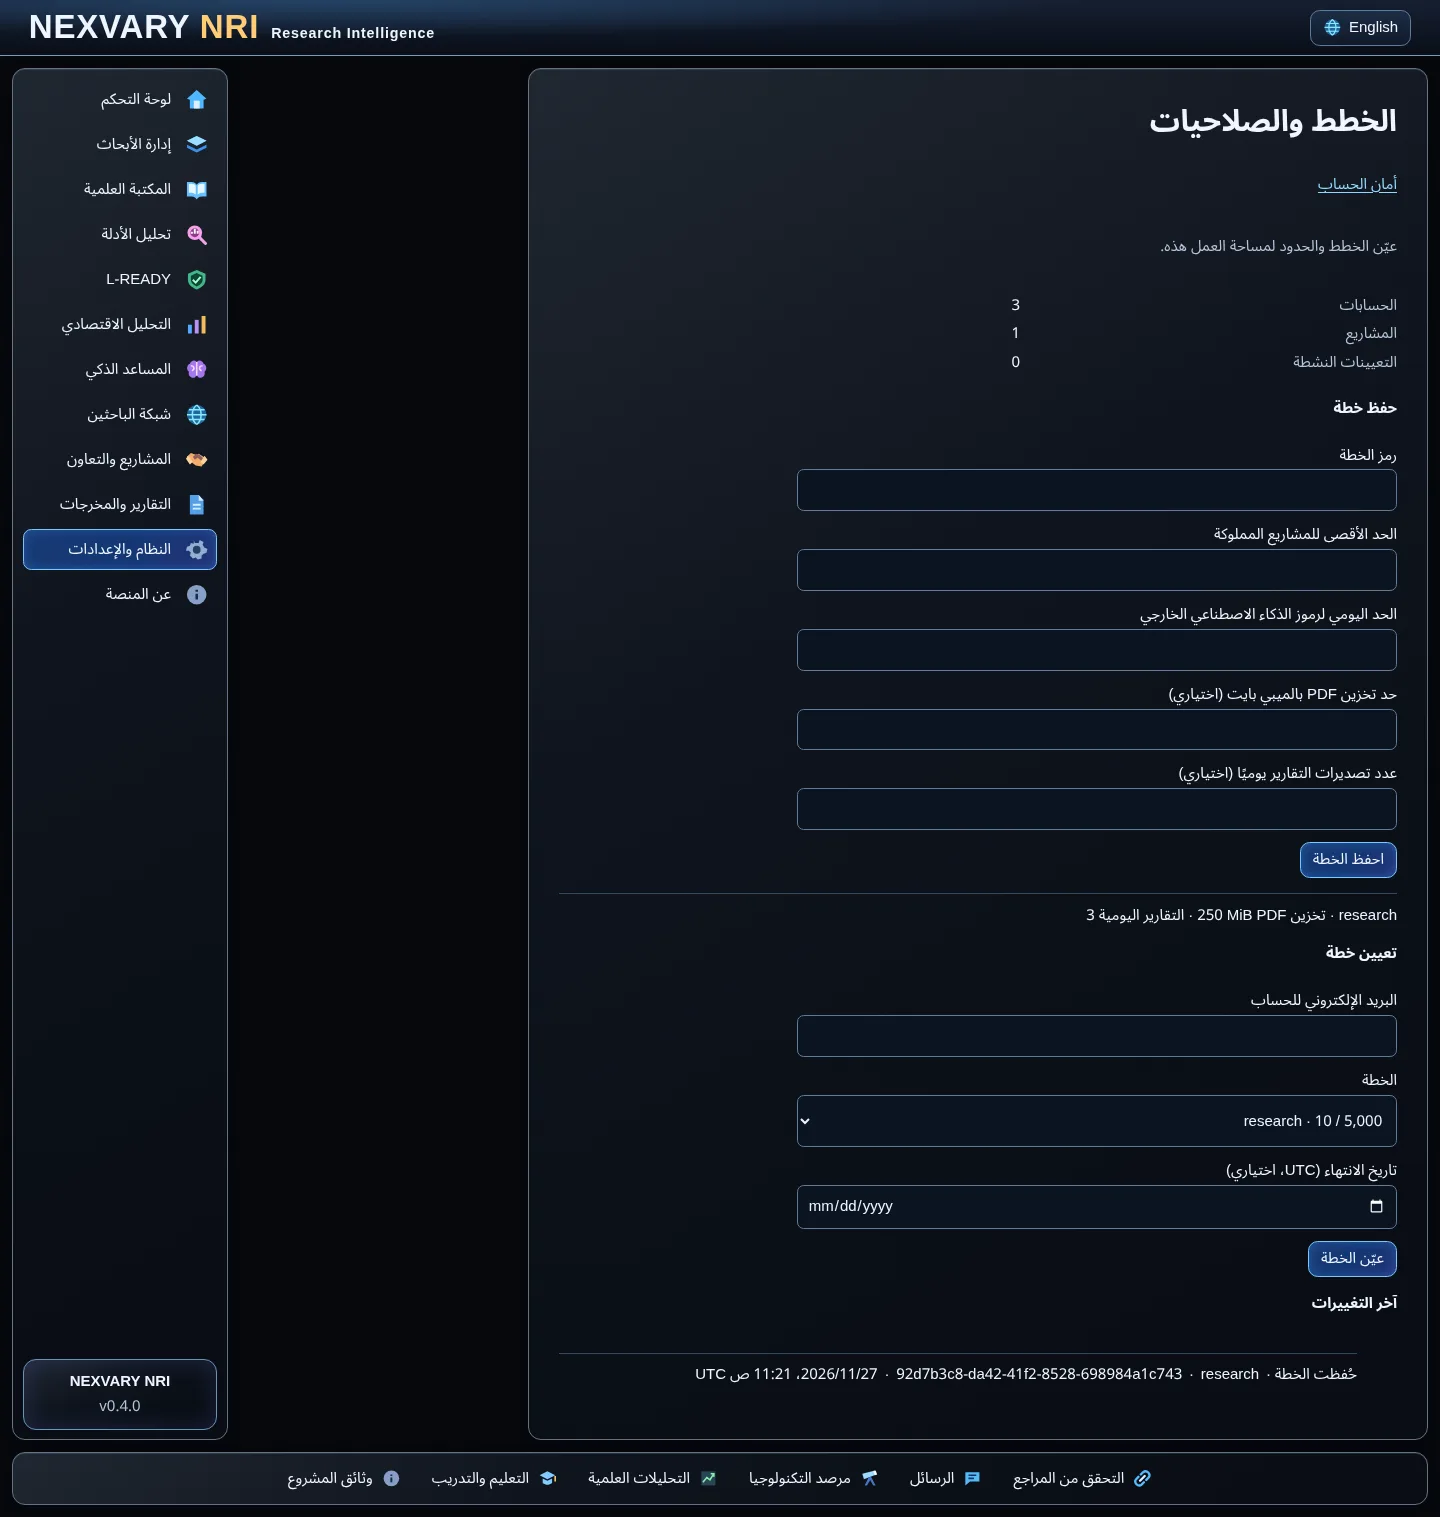 NEXVARY NRI Research Intelligence
English
لوحة التحكم
إدارة الأبحاث
المكتبة العلمية
تحليل الأدلة
L-READY
التحليل الاقتصادي
المساعد الذكي
شبكة الباحثين
المشاريع والتعاون
التقارير والمخرجات
النظام والإعدادات
عن المنصة
NEXVARY NRI
v0.4.0
الخطط والصلاحيات
أمان الحساب
عيّن الخطط والحدود لمساحة العمل هذه.
الحسابات 3
المشاريع 1
التعيينات النشطة 0
حفظ خطة
رمز الخطة
الحد الأقصى للمشاريع المملوكة
الحد اليومي لرموز الذكاء الاصطناعي الخارجي
حد تخزين PDF بالميبي بايت (اختياري)
عدد تصديرات التقارير يوميًا (اختياري)
احفظ الخطة
research · تخزين 250 MiB PDF · التقارير اليومية 3
تعيين خطة
البريد الإلكتروني للحساب
الخطة
research · 10 / 5,000
تاريخ الانتهاء (UTC، اختياري)
mm/dd/yyyy
عيّن الخطة
آخر التغييرات
حُفظت الخطة · research · 92d7b3c8-da42-41f2-8528-698984a1c743 · 2026/11/27، 11:21 ص UTC
التحقق من المراجع
الرسائل
مرصد التكنولوجيا
التحليلات العلمية
التعليم والتدريب
وثائق المشروع